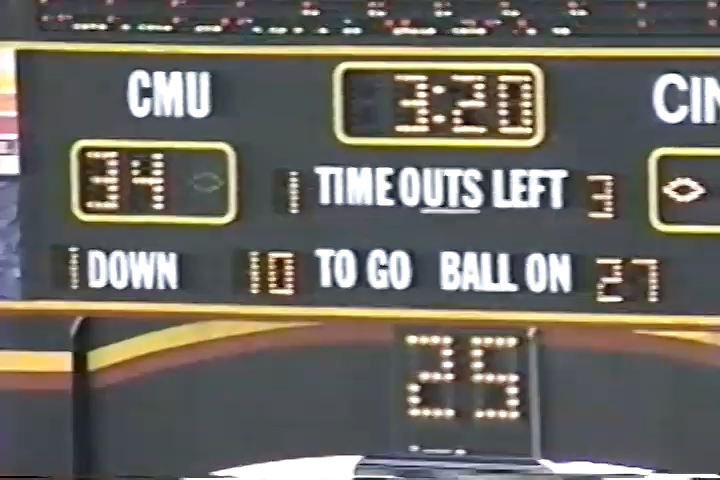 CMU 3:20 CIN
34 1 TIME OUTS LEFT 3
1 DOWN 10 TO GO BALL ON 27
25